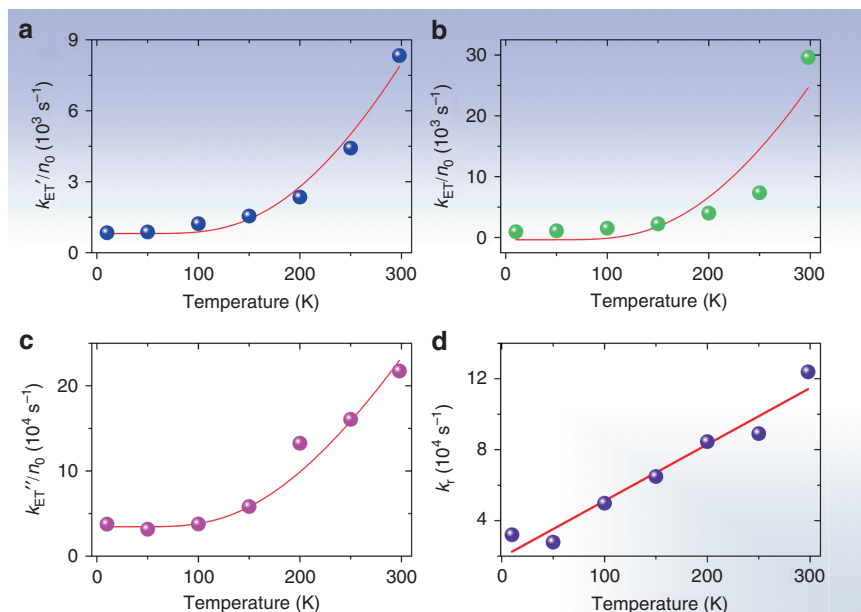 a
9
6
3
0
k_ET′/n_0 (10^3 s^−1)
0 100 200 300
Temperature (K)
b
30
20
10
0
k_ET/n_0 (10^3 s^−1)
0 100 200 300
Temperature (K)
c
20
10
0
k_ET″/n_0 (10^4 s^−1)
0 100 200 300
Temperature (K)
d
12
8
4
k_r (10^4 s^−1)
0 100 200 300
Temperature (K)